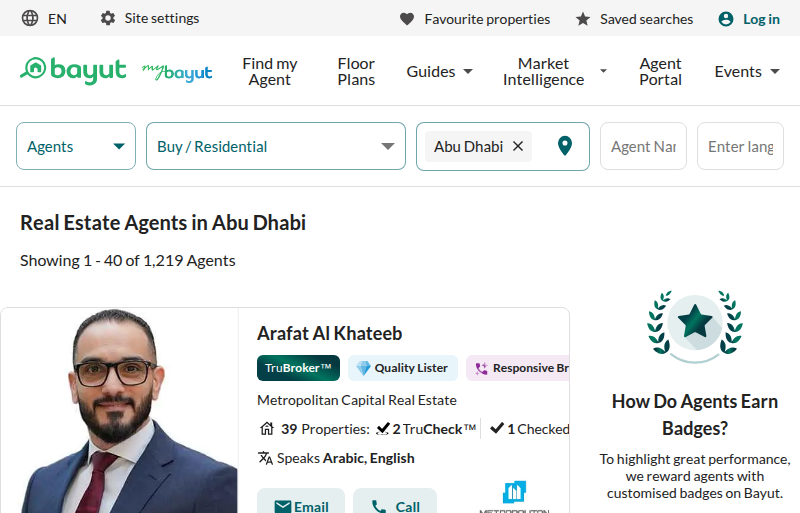 EN
Site settings
Favourite properties
Saved searches
Log in
bayut
mybayut
Find my Agent
Floor Plans
Guides
Market Intelligence
Agent Portal
Events
Agents
Buy / Residential
Abu Dhabi
Agent Nar
Enter lang
Real Estate Agents in Abu Dhabi
Showing 1 - 40 of 1,219 Agents
Arafat Al Khateeb
TruBroker™
Quality Lister
Responsive Br
Metropolitan Capital Real Estate
39 Properties:
2 TruCheck™
1 Checked
Speaks Arabic, English
Email
Call
METROPOLITAN
How Do Agents Earn
Badges?
To highlight great performance,
we reward agents with
customised badges on Bayut.